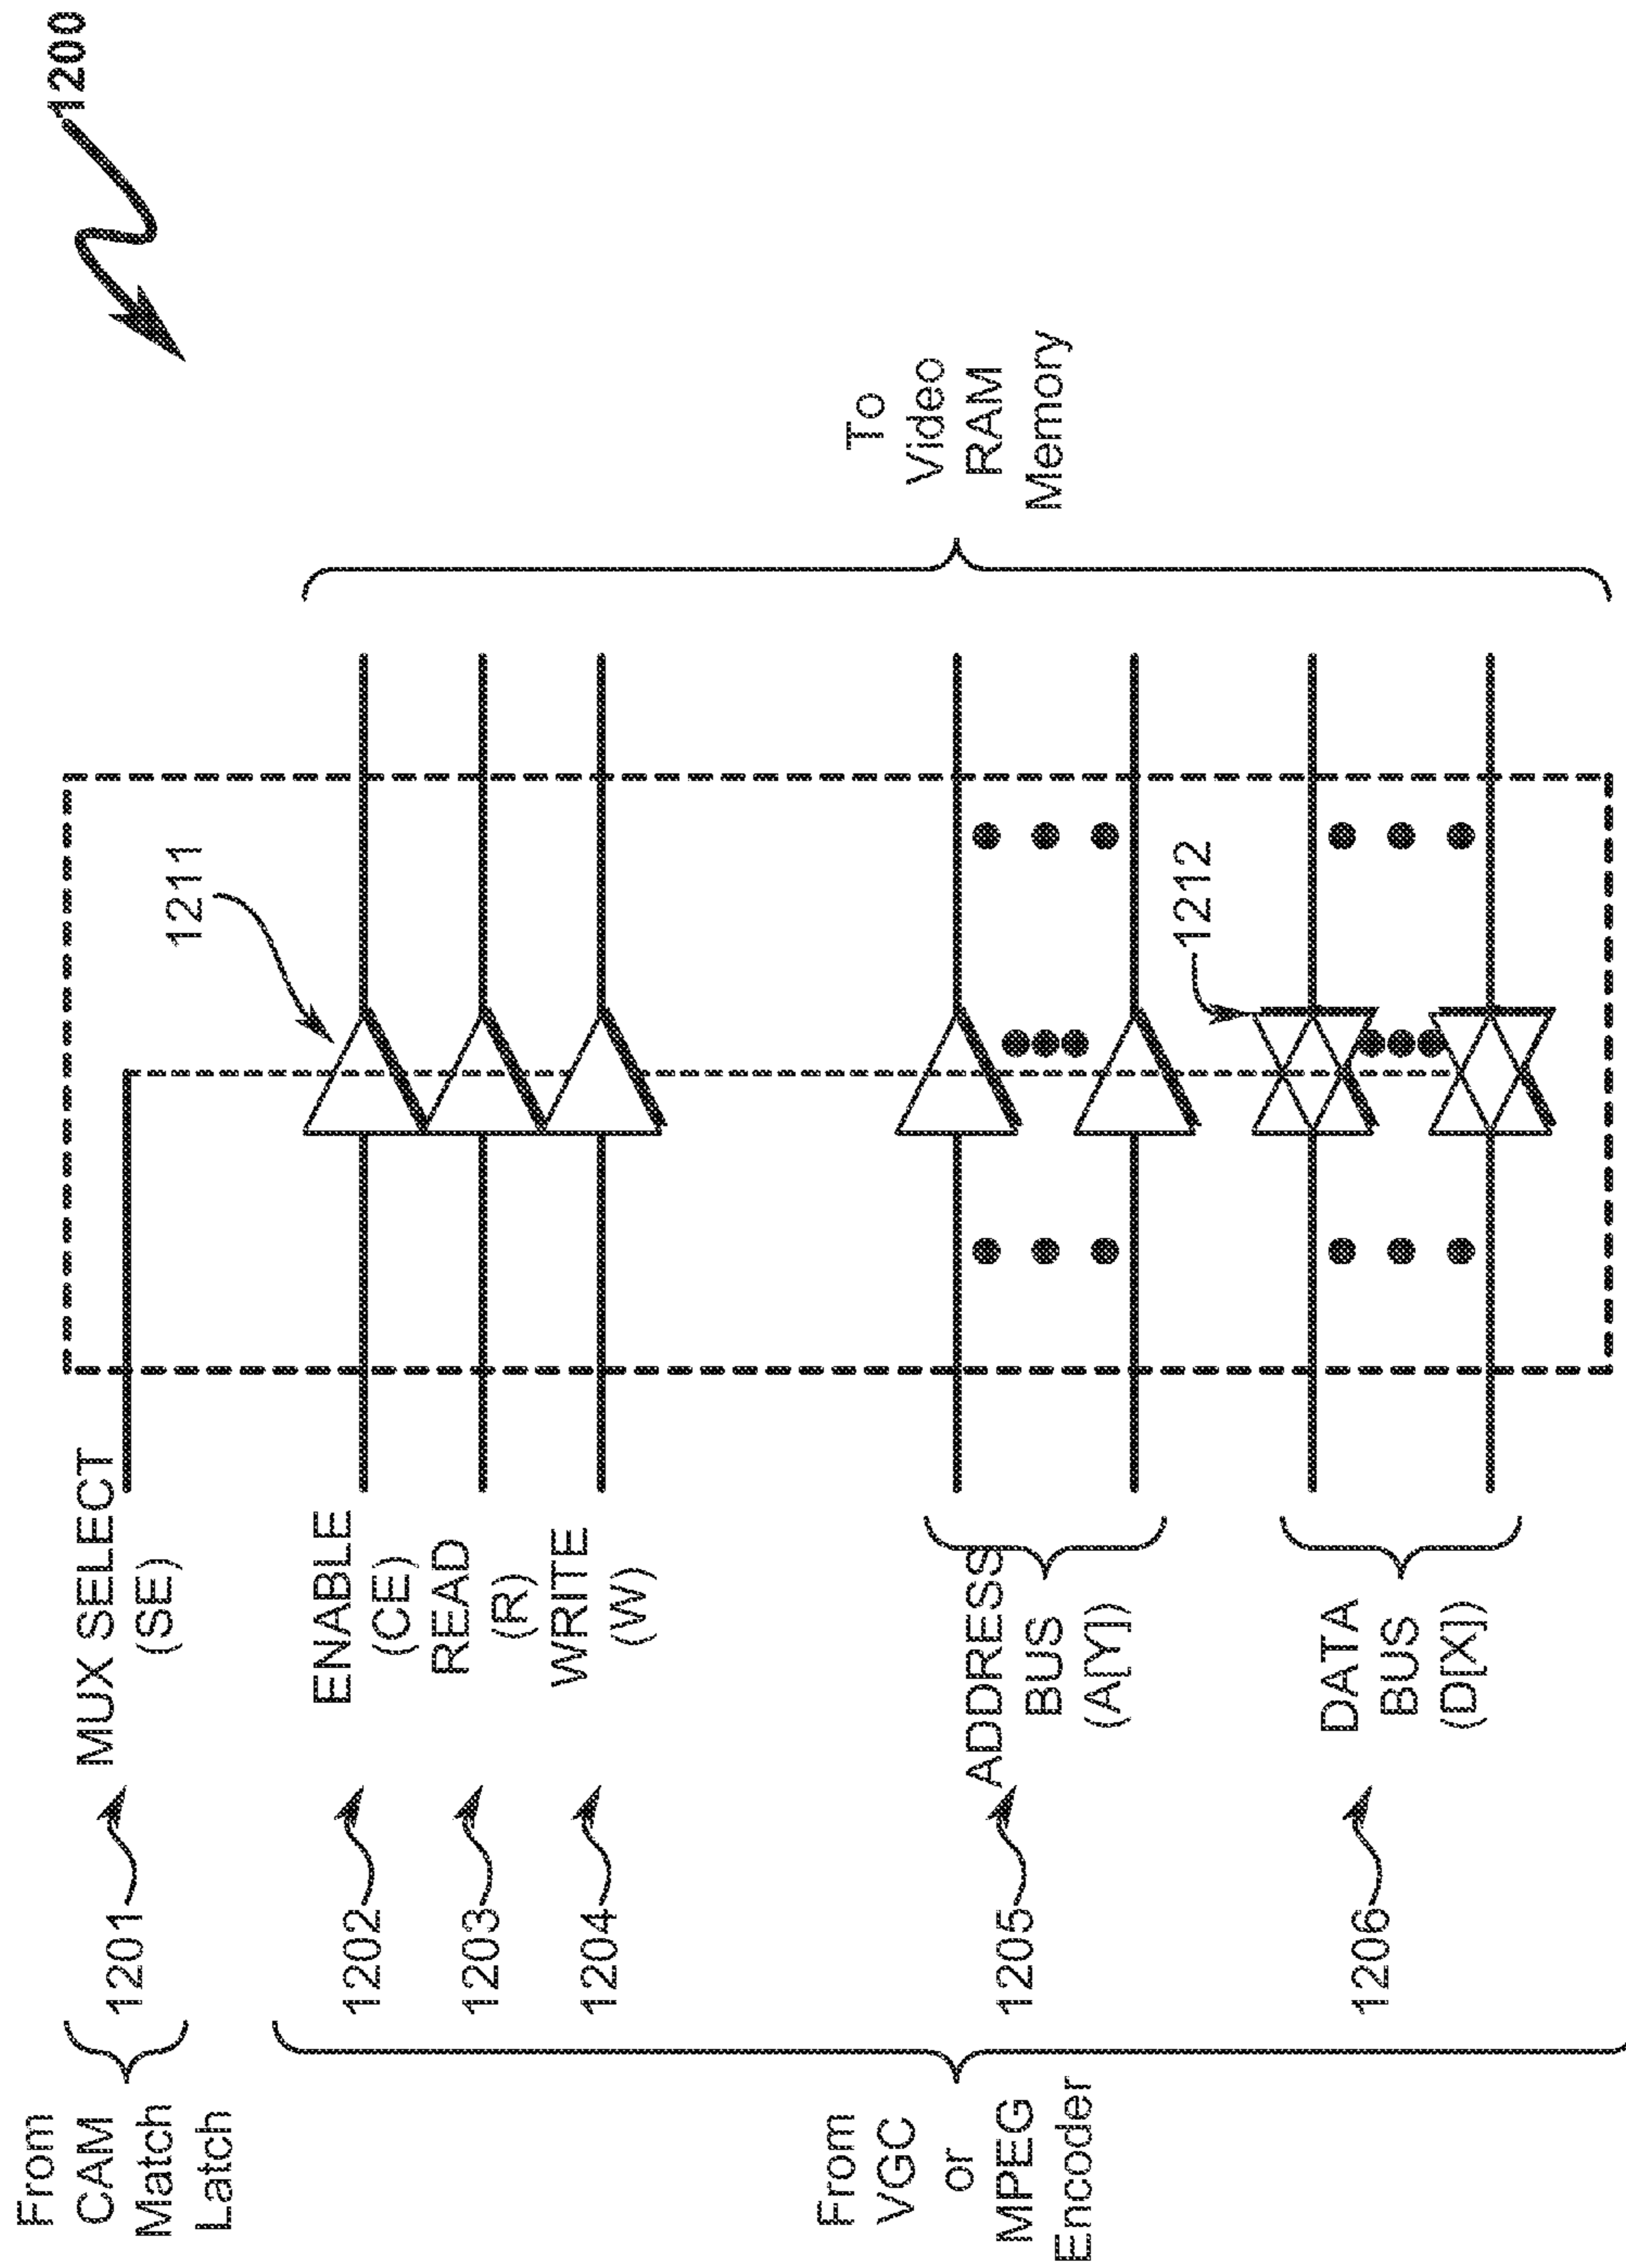 1200
From
CAM
Match
Latch
1201
MUX SELECT
(SE)
1211
1202
ENABLE
(CE)
1203
READ
(R)
1204
WRITE
(W)
To
Video
RAM
Memory
From
VGC
or
MPEG
Encoder
1205
ADDRESS
BUS
(A[Y])
1212
1206
DATA
BUS
(D[X])